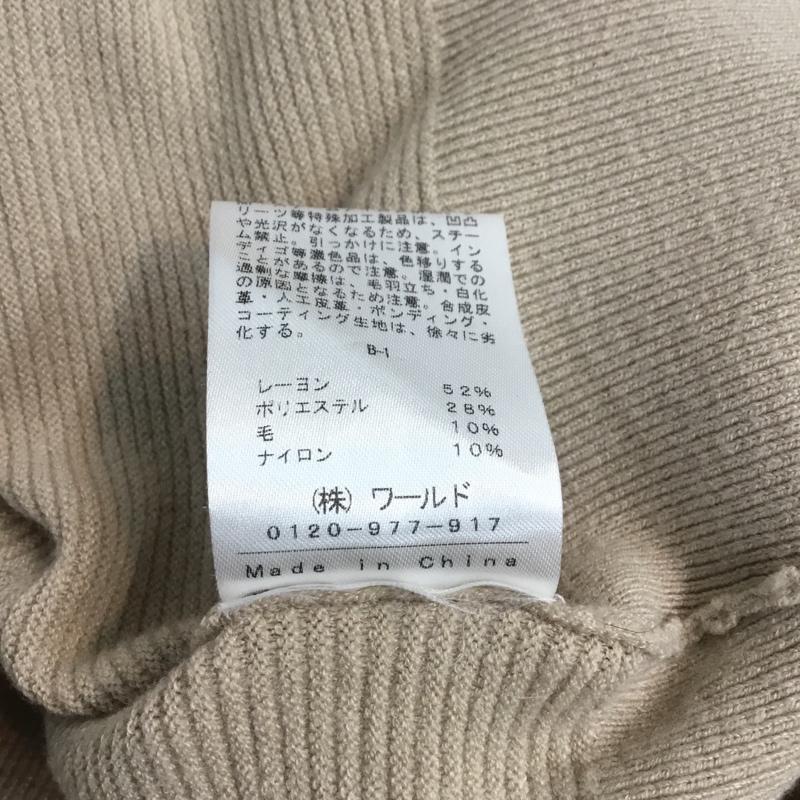 リーツ等特殊加工製品は、凹凸
や光沢がなくなるため、スチー
ム禁止。引っかけに注意。イン
ディゴ等濃色品は、色移りする
ことがあるので注意。湿潤での
過剰な摩擦は、毛羽立ち・白化
の原因となるため注意。合成皮
革・人工皮革・ボンディング・
コーティング生地は、徐々に劣
化する。
B-1
レーヨン 52%
ポリエステル 28%
毛 10%
ナイロン 10%
(株) ワールド
0120-977-917
Made in China